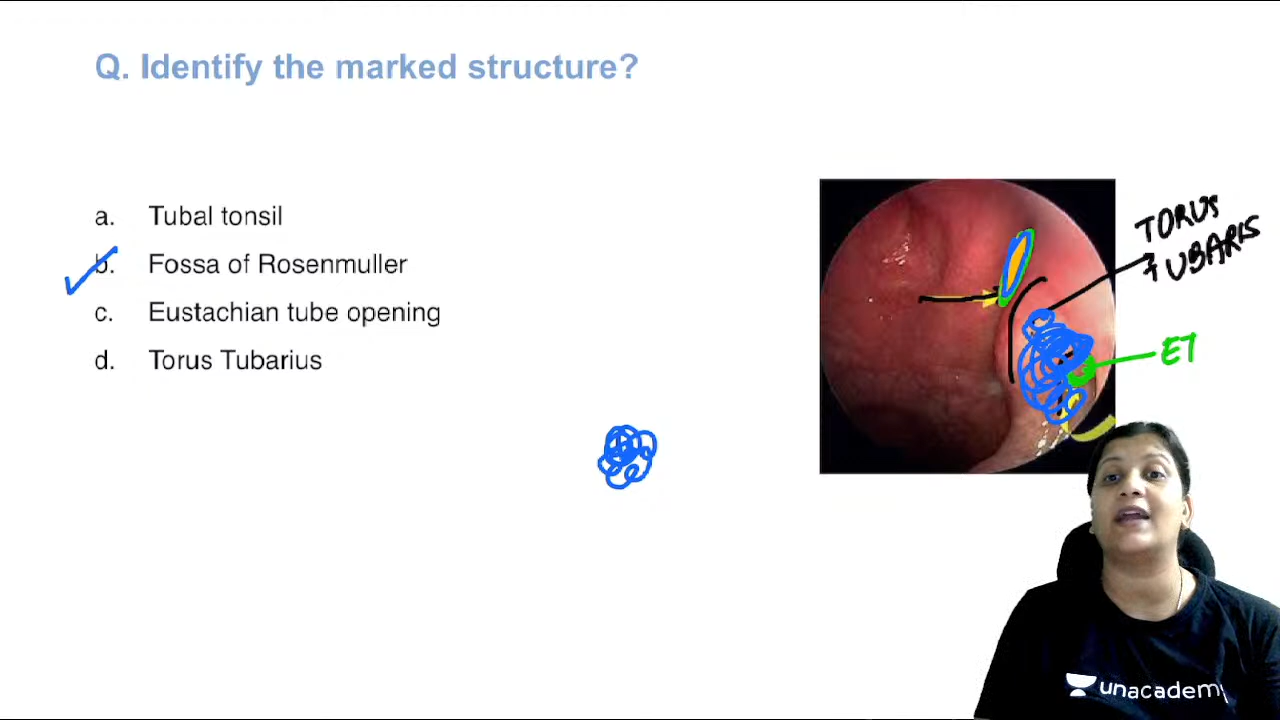 Q. Identify the marked structure?
a. Tubal tonsil
b. Fossa of Rosenmuller
c. Eustachian tube opening
d. Torus Tubarius
TORUS
TUBARIS
ET
unacademy